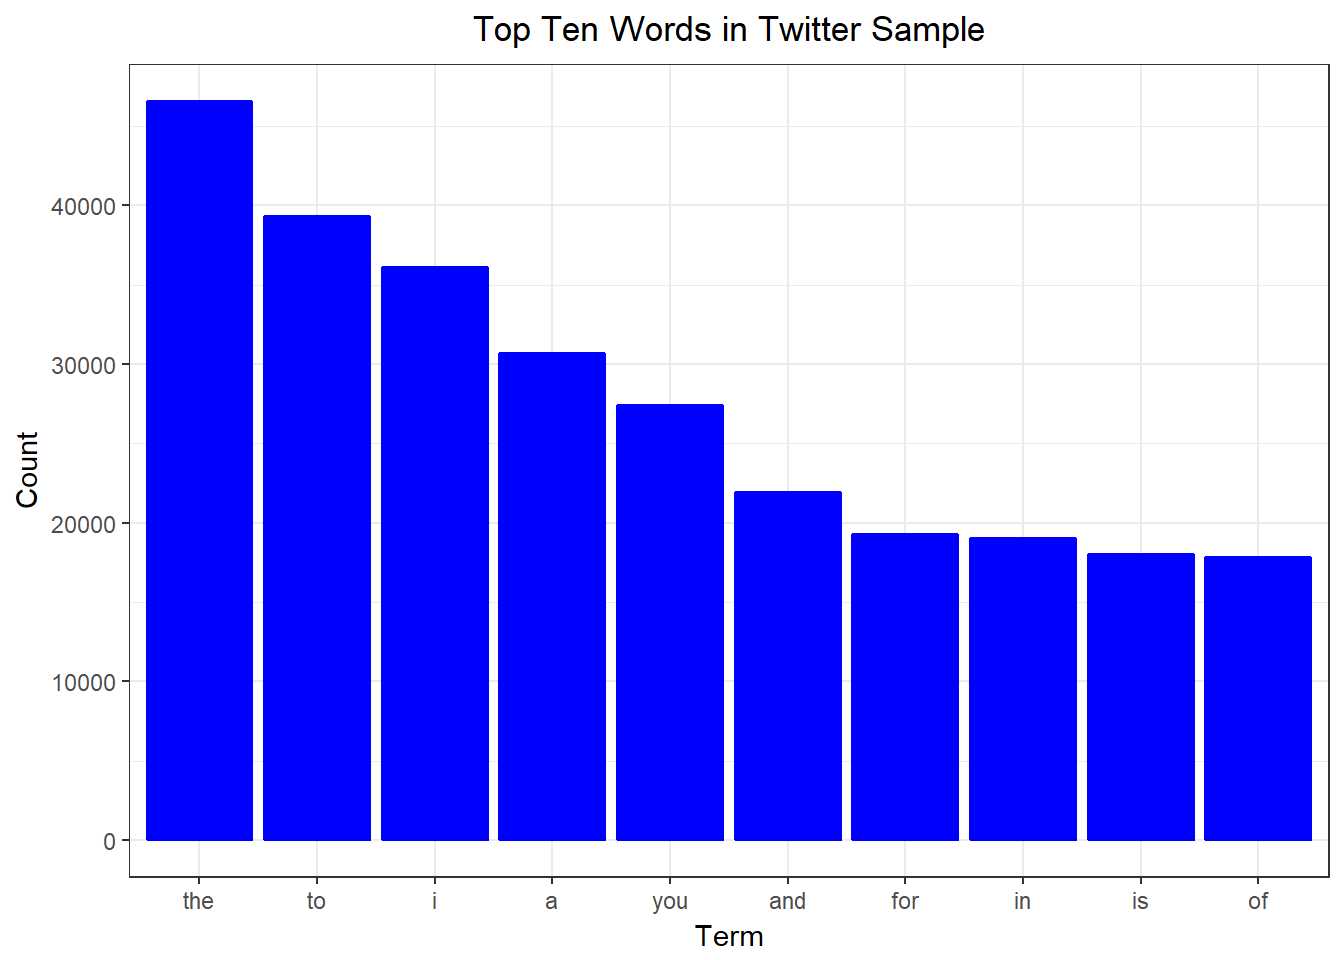 Top Ten Words in Twitter Sample
Count
40000
30000
20000
10000
0
the to i a you and for in is of
Term